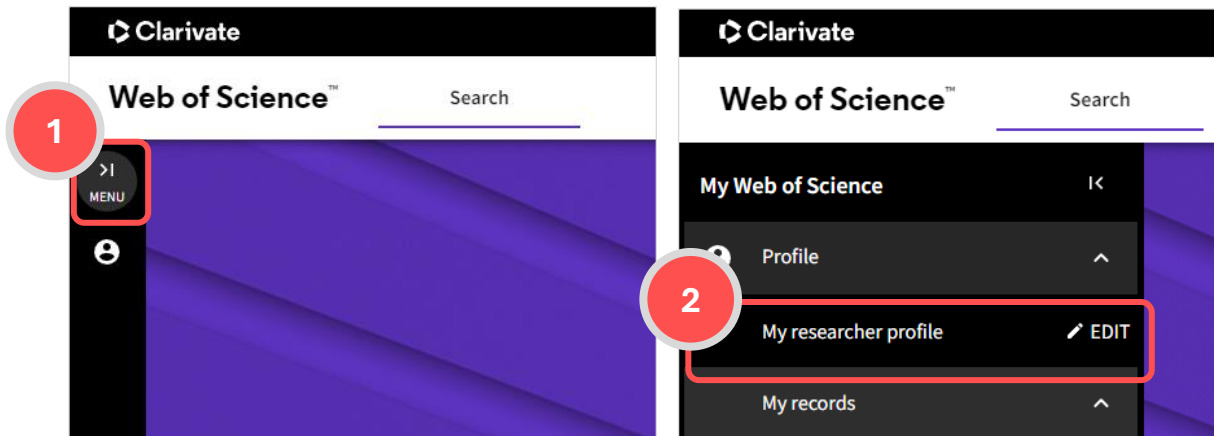 Clarivate
Web of Science™
Search
1
MENU
Clarivate
Web of Science™
Search
My Web of Science
Profile
2
My researcher profile
EDIT
My records